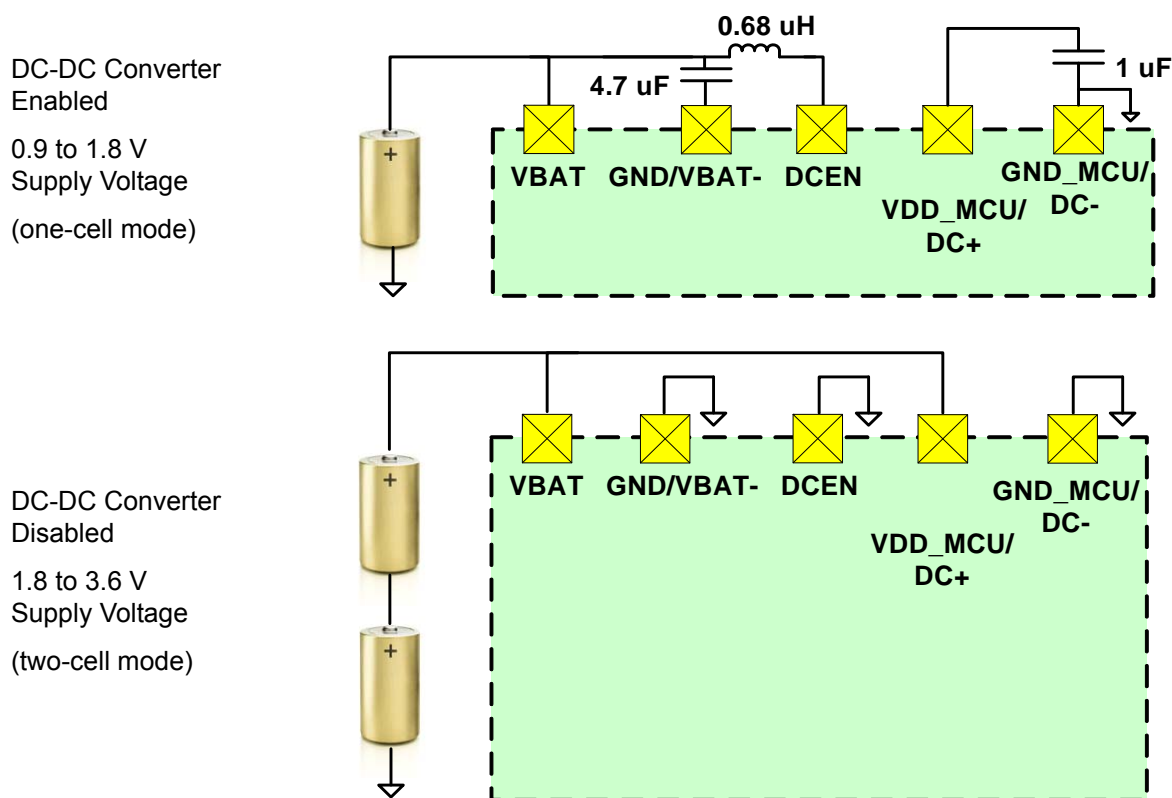 DC-DC Converter
Enabled
0.9 to 1.8 V
Supply Voltage
(one-cell mode)
0.68 uH
4.7 uF
1 uF
+
VBAT GND/VBAT- DCEN
VDD_MCU/
DC+
GND_MCU/
DC-
DC-DC Converter
Disabled
1.8 to 3.6 V
Supply Voltage
(two-cell mode)
+
+
VBAT GND/VBAT- DCEN
VDD_MCU/
DC+
GND_MCU/
DC-